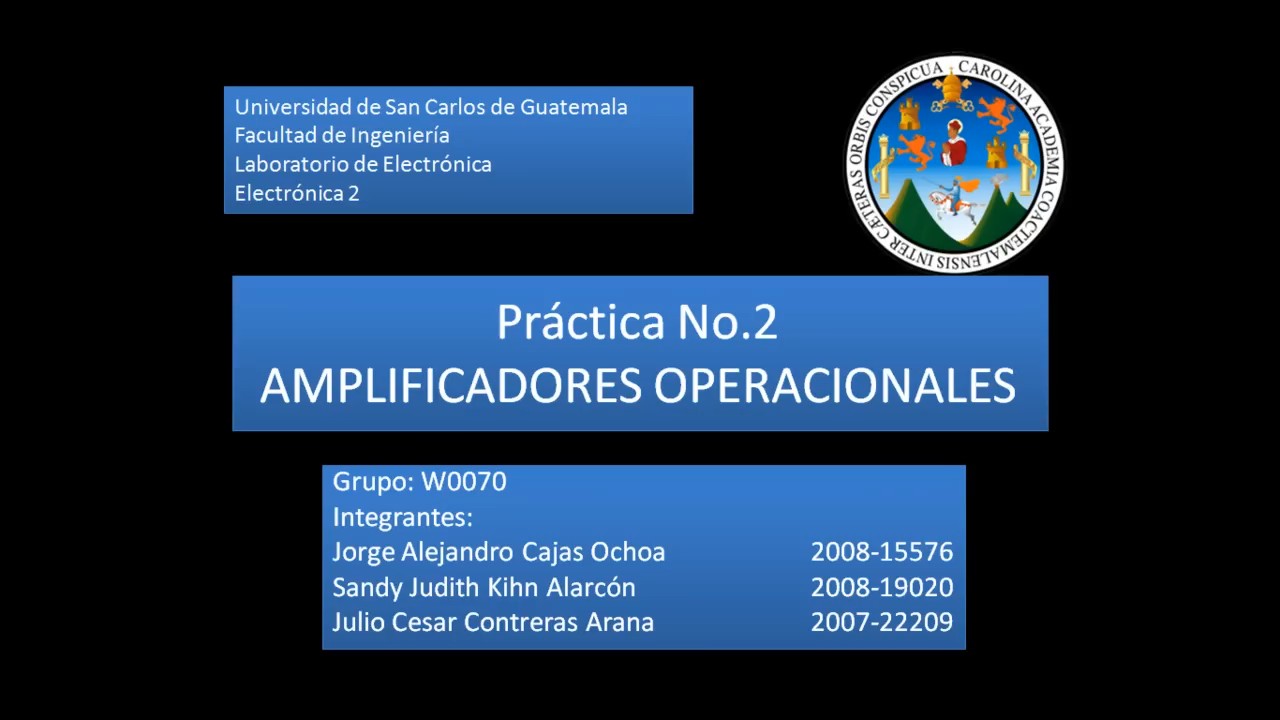 Universidad de San Carlos de Guatemala
Facultad de Ingeniería
Laboratorio de Electrónica
Electrónica 2
CAROLINA ACADEMIA COACTEMALENSIS INTER CÆTERAS ORBIS CONSPICUA
Práctica No.2
AMPLIFICADORES OPERACIONALES
Grupo: W0070
Integrantes:
Jorge Alejandro Cajas Ochoa 2008-15576
Sandy Judith Kihn Alarcón 2008-19020
Julio Cesar Contreras Arana 2007-22209